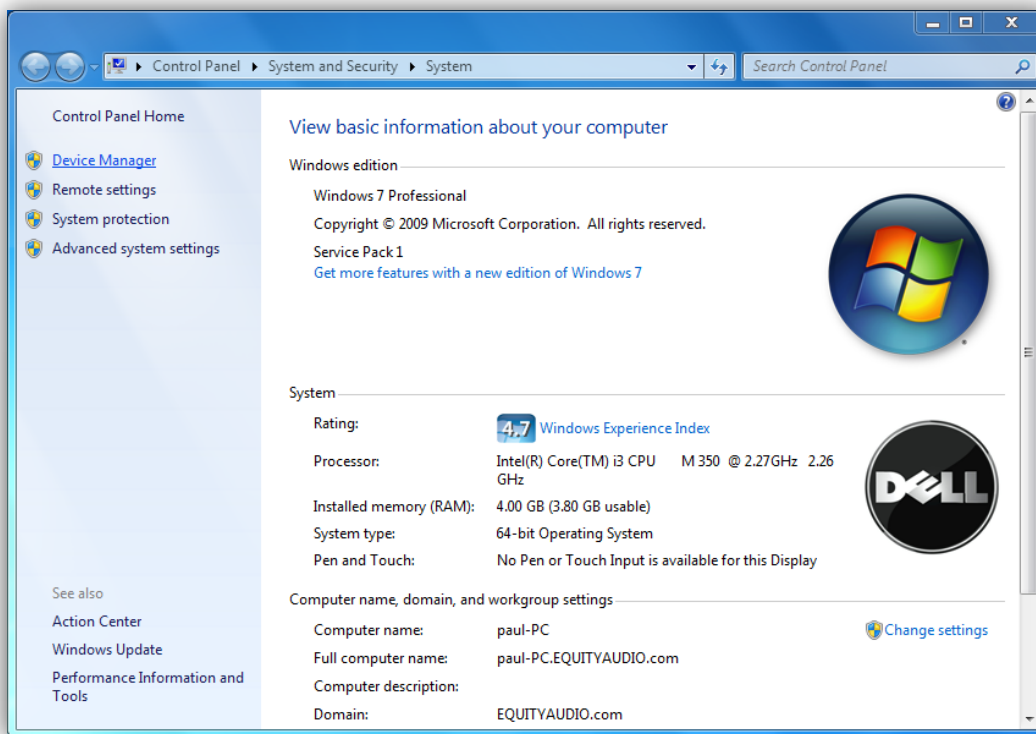 Control Panel ▸ System and Security ▸ System
Search Control Panel
Control Panel Home
Device Manager
Remote settings
System protection
Advanced system settings
See also
Action Center
Windows Update
Performance Information and
Tools
View basic information about your computer
Windows edition
Windows 7 Professional
Copyright © 2009 Microsoft Corporation. All rights reserved.
Service Pack 1
Get more features with a new edition of Windows 7
System
Rating: 4.7 Windows Experience Index
Processor: Intel(R) Core(TM) i3 CPU M 350 @ 2.27GHz 2.26
GHz
Installed memory (RAM): 4.00 GB (3.80 GB usable)
System type: 64-bit Operating System
Pen and Touch: No Pen or Touch Input is available for this Display
DELL
Computer name, domain, and workgroup settings
Computer name: paul-PC Change settings
Full computer name: paul-PC.EQUITYAUDIO.com
Computer description:
Domain: EQUITYAUDIO.com